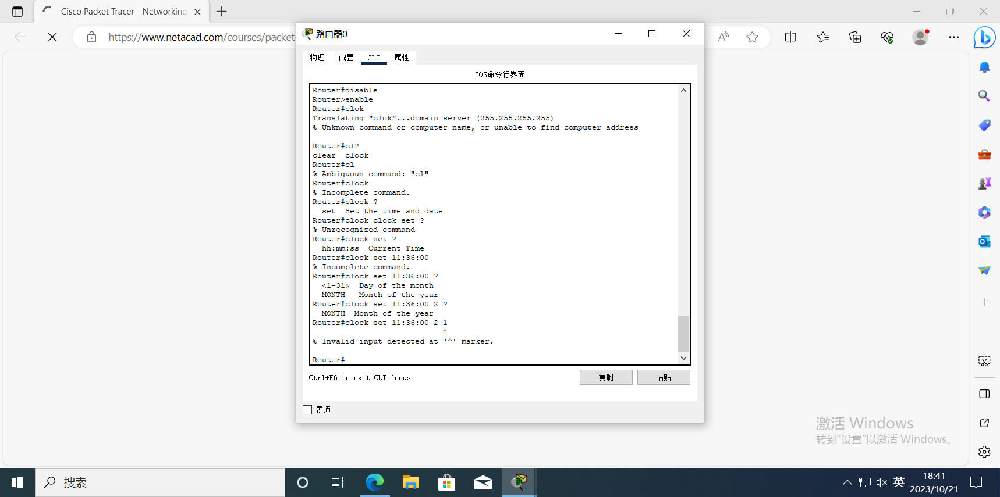 Cisco Packet Tracer - Networking
https://www.netacad.com/courses/packet-
路由器0
物理 配置 CLI 属性
IOS命令行界面
Router#disable
Router>enable
Router#clok
Translating "clok"...domain server (255.255.255.255)
% Unknown command or computer name, or unable to find computer address
Router#cl?
clear  clock
Router#cl
% Ambiguous command: "cl"
Router#clock
% Incomplete command.
Router#clock ?
  set  Set the time and date
Router#clock clock set ?
% Unrecognized command
Router#clock set ?
  hh:mm:ss  Current Time
Router#clock set 11:36:00
% Incomplete command.
Router#clock set 11:36:00 ?
  <1-31>  Day of the month
  MONTH   Month of the year
Router#clock set 11:36:00 2 ?
  MONTH  Month of the year
Router#clock set 11:36:00 2 1
^
% Invalid input detected at '^' marker.
Router#
Ctrl+F6 to exit CLI focus
复制 粘贴
置顶
激活 Windows
转到"设置"以激活 Windows。
搜索
英
18:41
2023/10/21